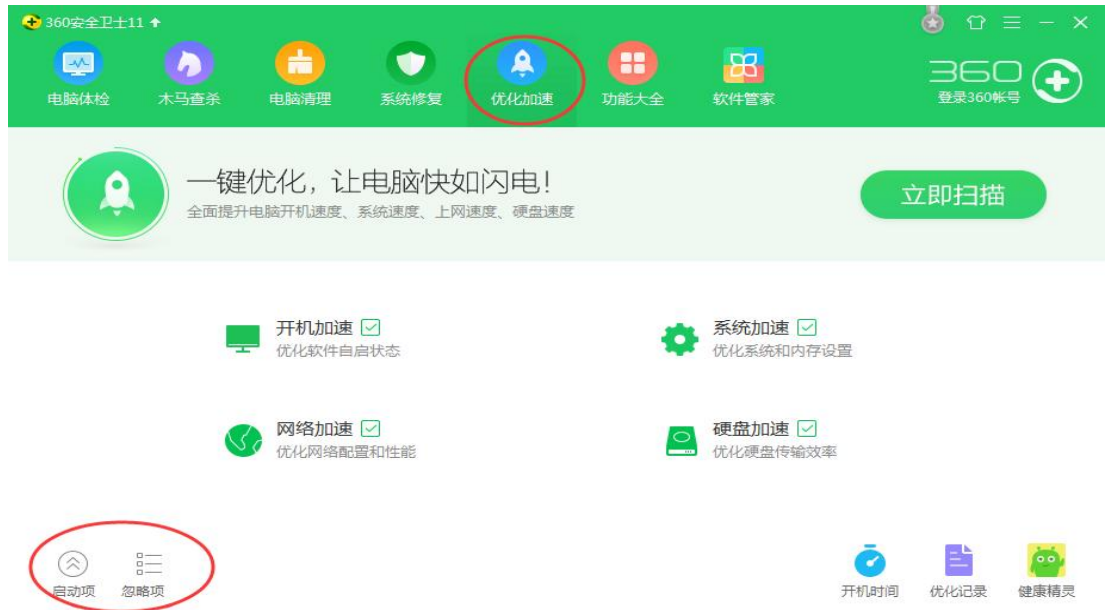 360安全卫士11
电脑体检 木马查杀 电脑清理 系统修复 优化加速 功能大全 软件管家
360
登录360帐号
一键优化，让电脑快如闪电！
全面提升电脑开机速度、系统速度、上网速度、硬盘速度
立即扫描
开机加速
优化软件自启状态
系统加速
优化系统和内存设置
网络加速
优化网络配置和性能
硬盘加速
优化硬盘传输效率
启动项 忽略项
开机时间 优化记录 健康精灵